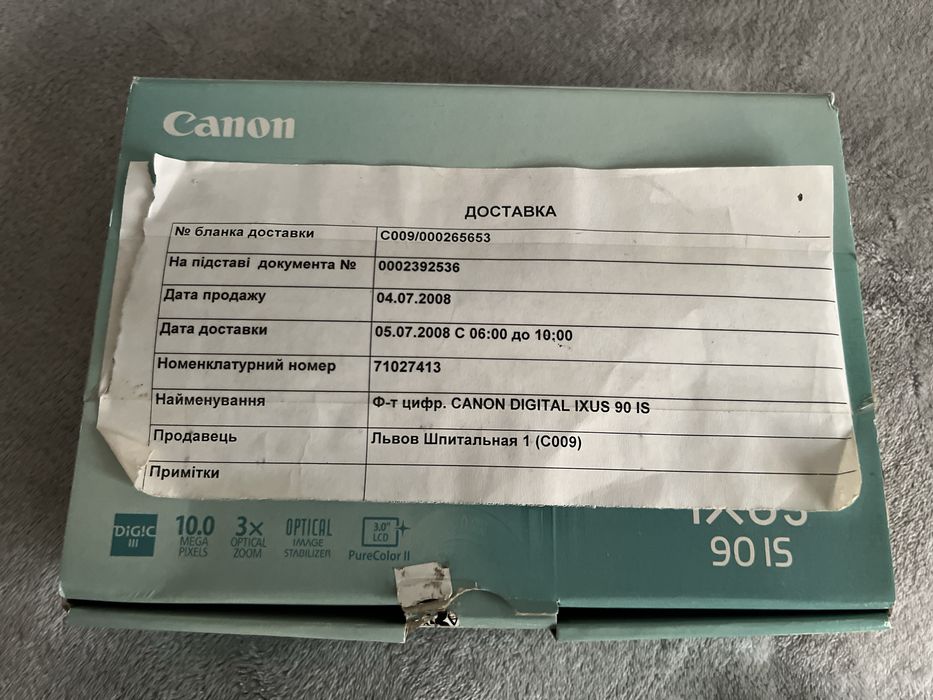 Canon
ДОСТАВКА
№ бланка доставки C009/000265653
На підставі документа № 0002392536
Дата продажу 04.07.2008
Дата доставки 05.07.2008 С 06:00 до 10:00
Номенклатурний номер 71027413
Найменування Ф-т цифр. CANON DIGITAL IXUS 90 IS
Продавець Львов Шпитальная 1 (С009)
Примітки
DIGIC III
10.0 MEGA PIXELS
3x OPTICAL ZOOM
OPTICAL IMAGE STABILIZER
3.0" LCD
PureColor II
IXUS
90 IS